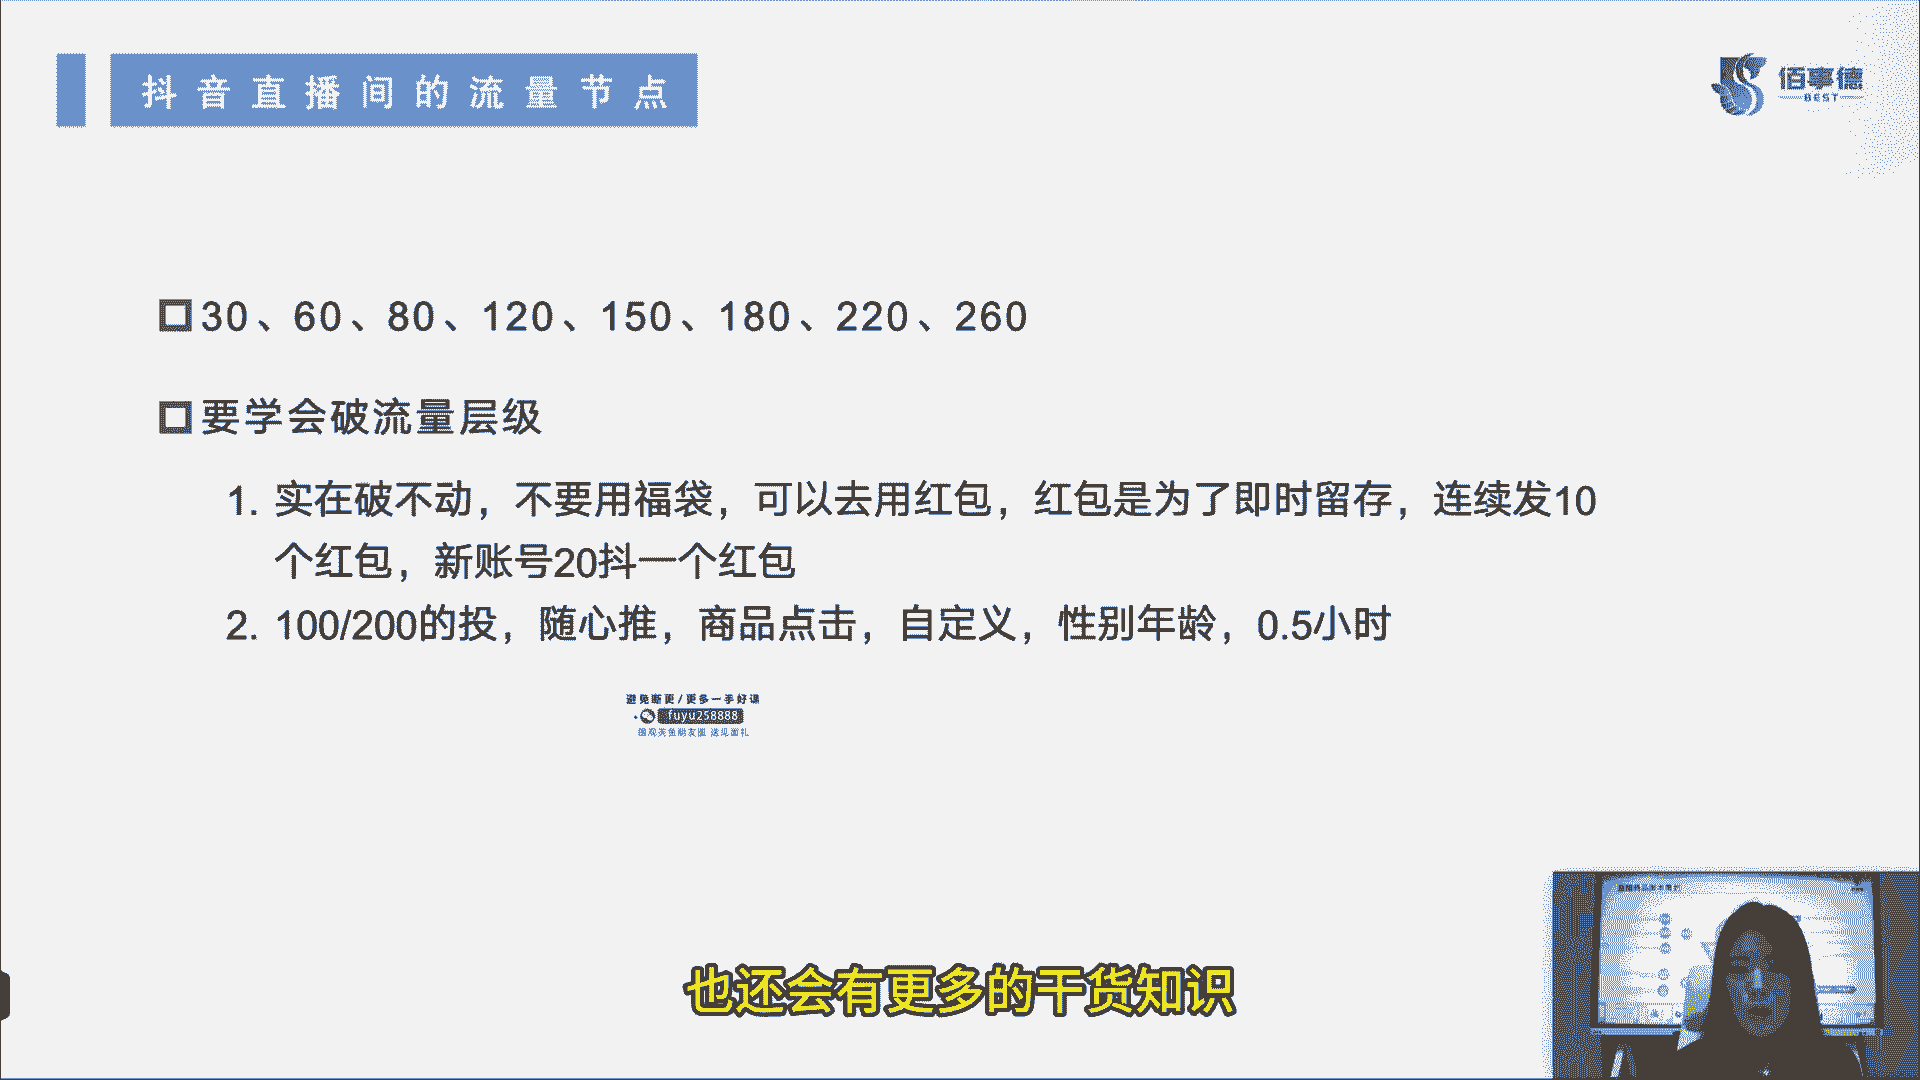 抖音直播间的流量节点
佰事德
BEST
30、60、80、120、150、180、220、260
要学会破流量层级
1. 实在破不动，不要用福袋，可以去用红包，红包是为了即时留存，连续发10
个红包，新账号20抖一个红包
2. 100/200的投，随心推，商品点击，自定义，性别年龄，0.5小时
避免断更/更多一手好课
fuyu258888
也还会有更多的干货知识